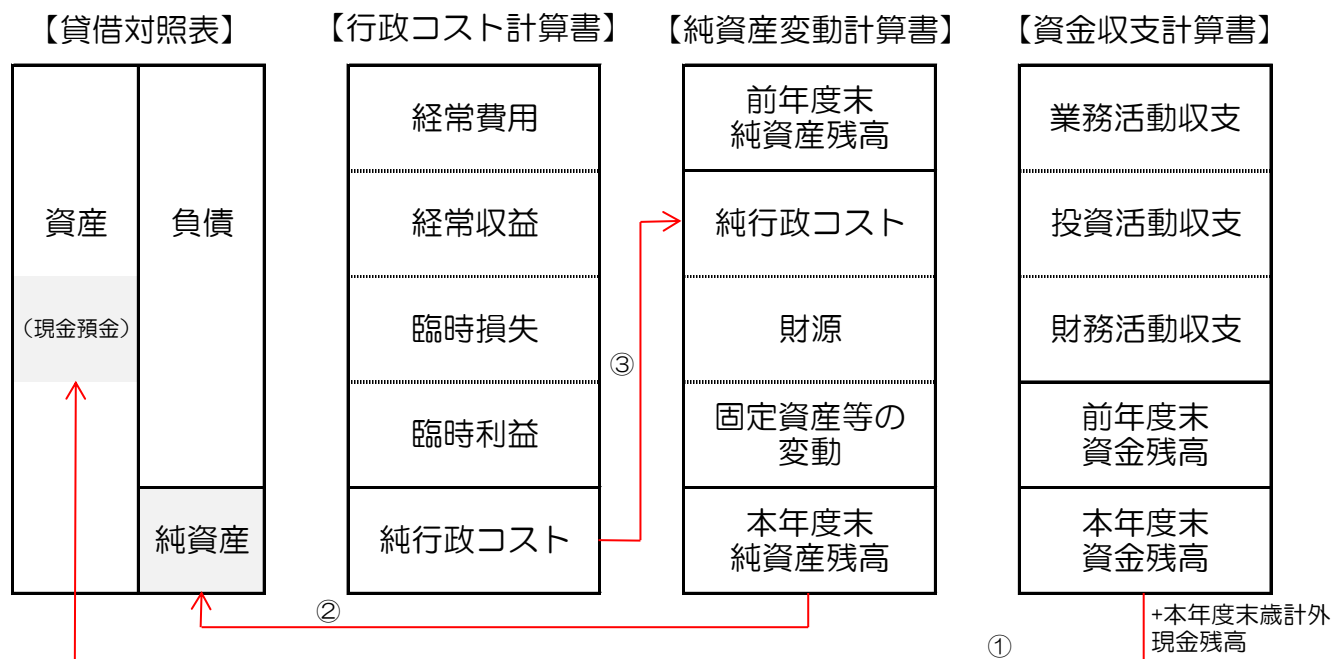 【貸借対照表】
資産
（現金預金）
負債
純資産
【行政コスト計算書】
経常費用
経常収益
臨時損失
臨時利益
純行政コスト
【純資産変動計算書】
前年度末
純資産残高
純行政コスト
財源
固定資産等の
変動
本年度末
純資産残高
【資金収支計算書】
業務活動収支
投資活動収支
財務活動収支
前年度末
資金残高
本年度末
資金残高
③
②
①
+本年度末歳計外
現金残高